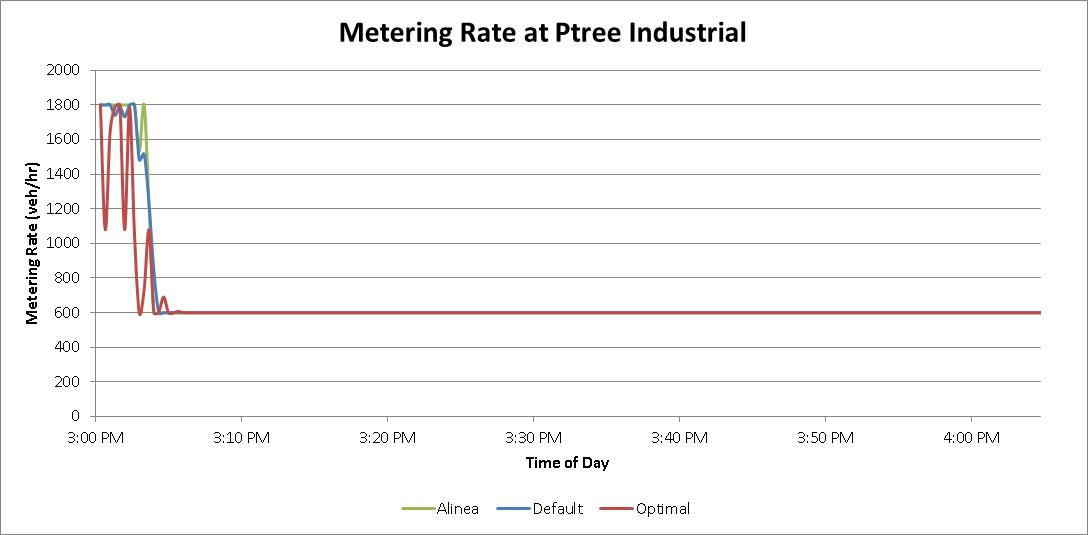 Metering Rate at Ptree Industrial
2000
1800
1600
1400
1200
1000
800
600
400
200
0
Metering Rate (veh/hr)
3:00 PM 3:10 PM 3:20 PM 3:30 PM 3:40 PM 3:50 PM 4:00 PM
Time of Day
Alinea Default Optimal